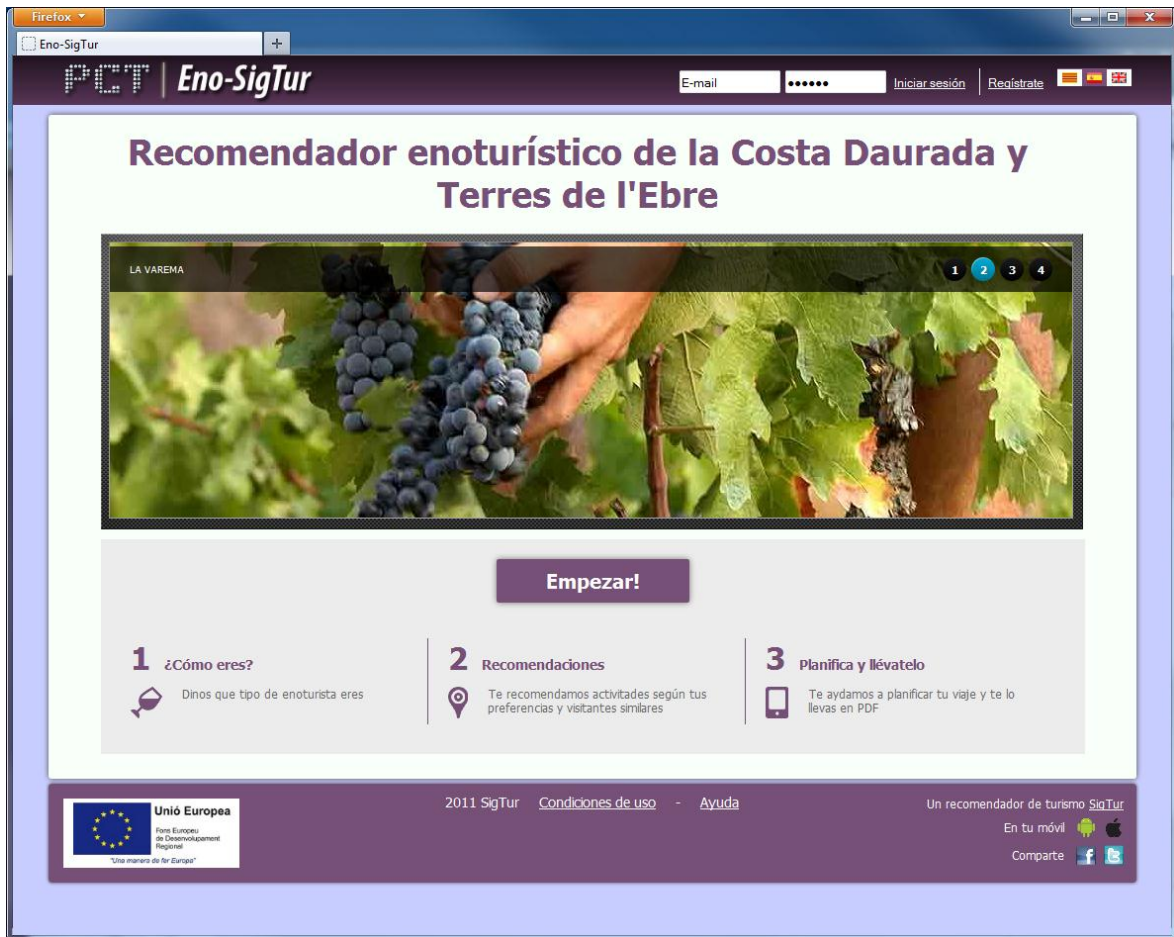 Firefox
Eno-SigTur
PCT | Eno-SigTur
E-mail
Iniciar sesión
Regístrate
Recomendador enoturístico de la Costa Daurada y
Terres de l'Ebre
LA VAREMA
1 2 3 4
Empezar!
1 ¿Cómo eres?
Dinos que tipo de enoturista eres
2 Recomendaciones
Te recomendamos activitades según tus
preferencias y visitantes similares
3 Planifica y llévatelo
Te aydamos a planificar tu viaje y te lo
llevas en PDF
Unió Europea
Fons Europeu
de Desenvolupament
Regional
"Una manera de fer Europa"
2011 SigTur Condiciones de uso - Ayuda
Un recomendador de turismo SigTur
En tu móvil
Comparte